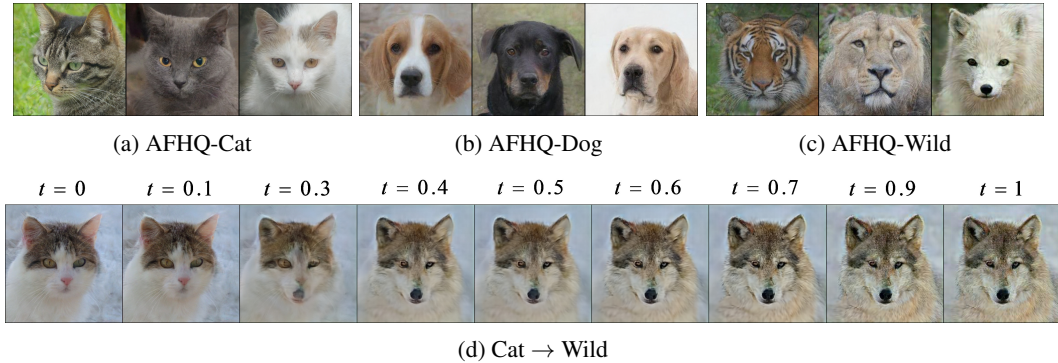 (a) AFHQ-Cat
(b) AFHQ-Dog
(c) AFHQ-Wild
t = 0 t = 0.1 t = 0.3 t = 0.4 t = 0.5 t = 0.6 t = 0.7 t = 0.9 t = 1
(d) Cat → Wild